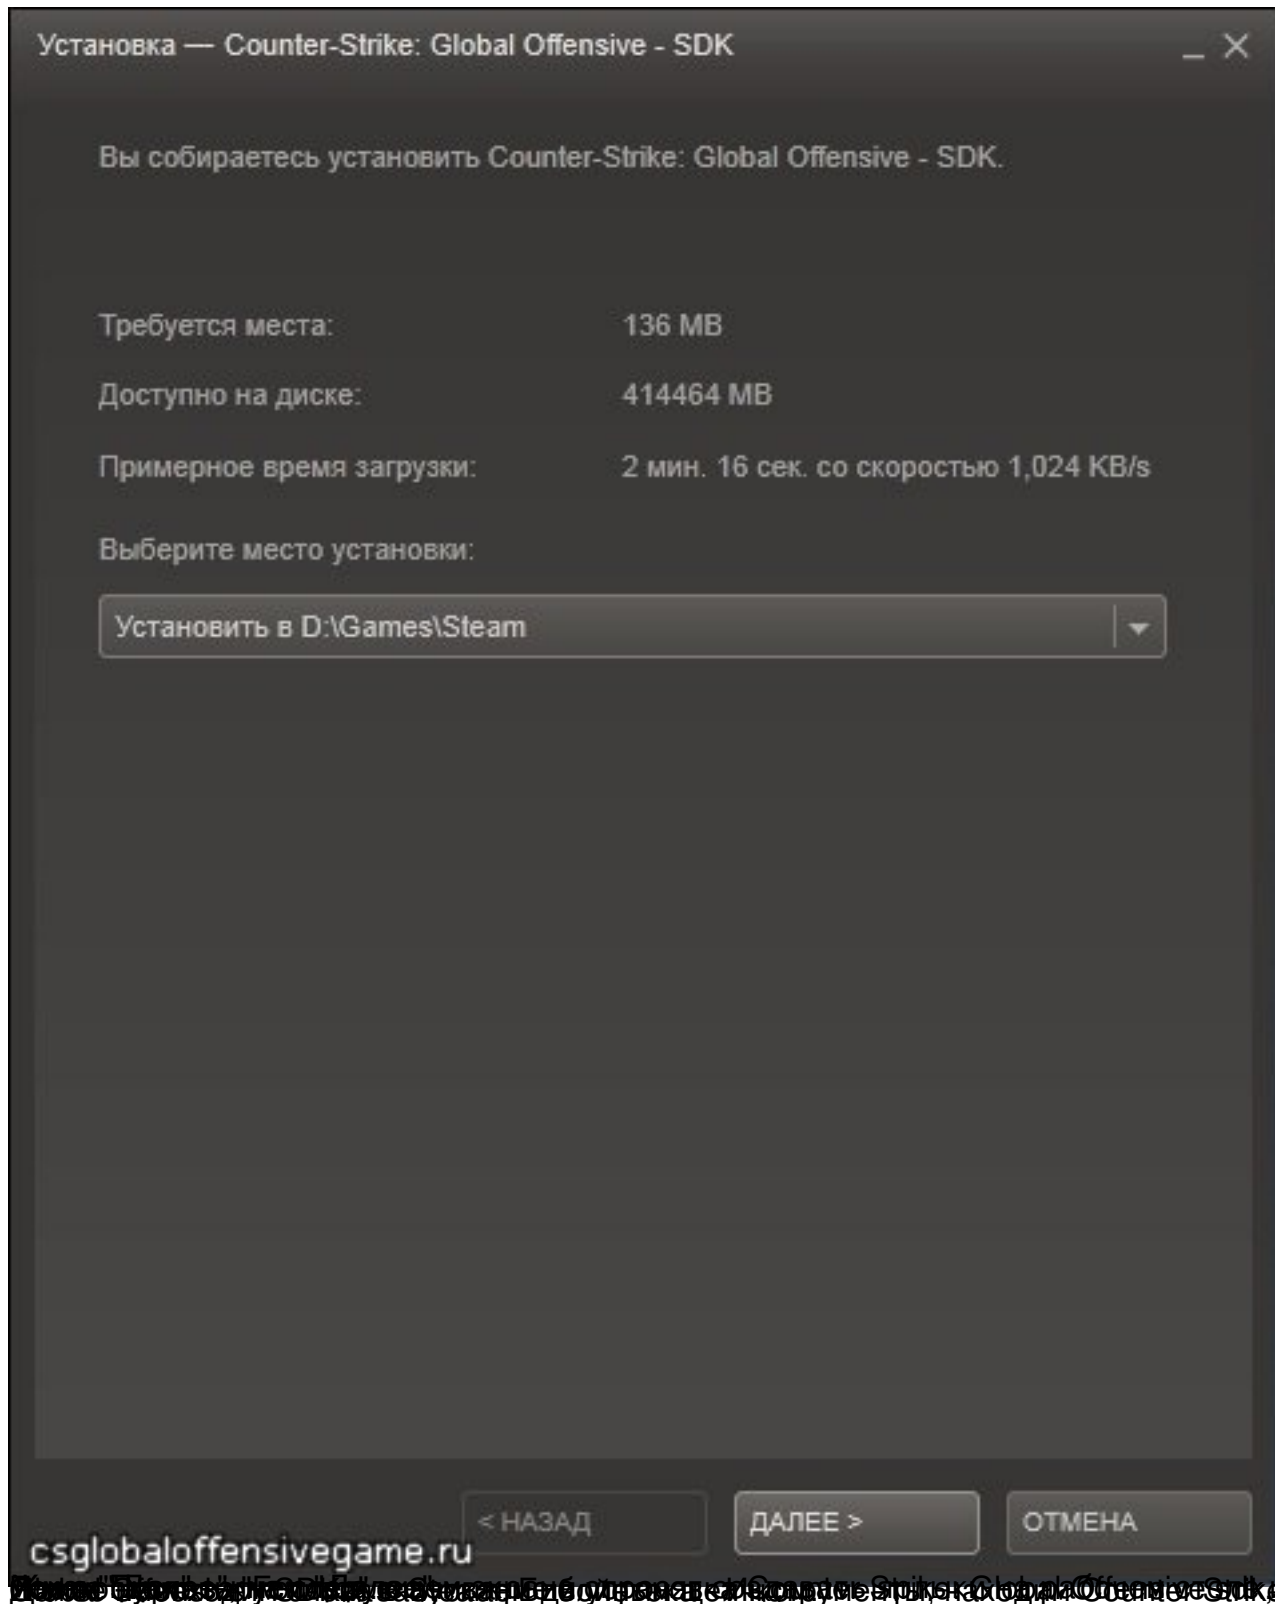 Установка — Counter-Strike: Global Offensive - SDK
Вы собираетесь установить Counter-Strike: Global Offensive - SDK.
Требуется места: 136 MB
Доступно на диске: 414464 MB
Примерное время загрузки: 2 мин. 16 сек. со скоростью 1,024 KB/s
Выберите место установки:
Установить в D:\Games\Steam
< НАЗАД ДАЛЕЕ > ОТМЕНА
csglobaloffensivegame.ru